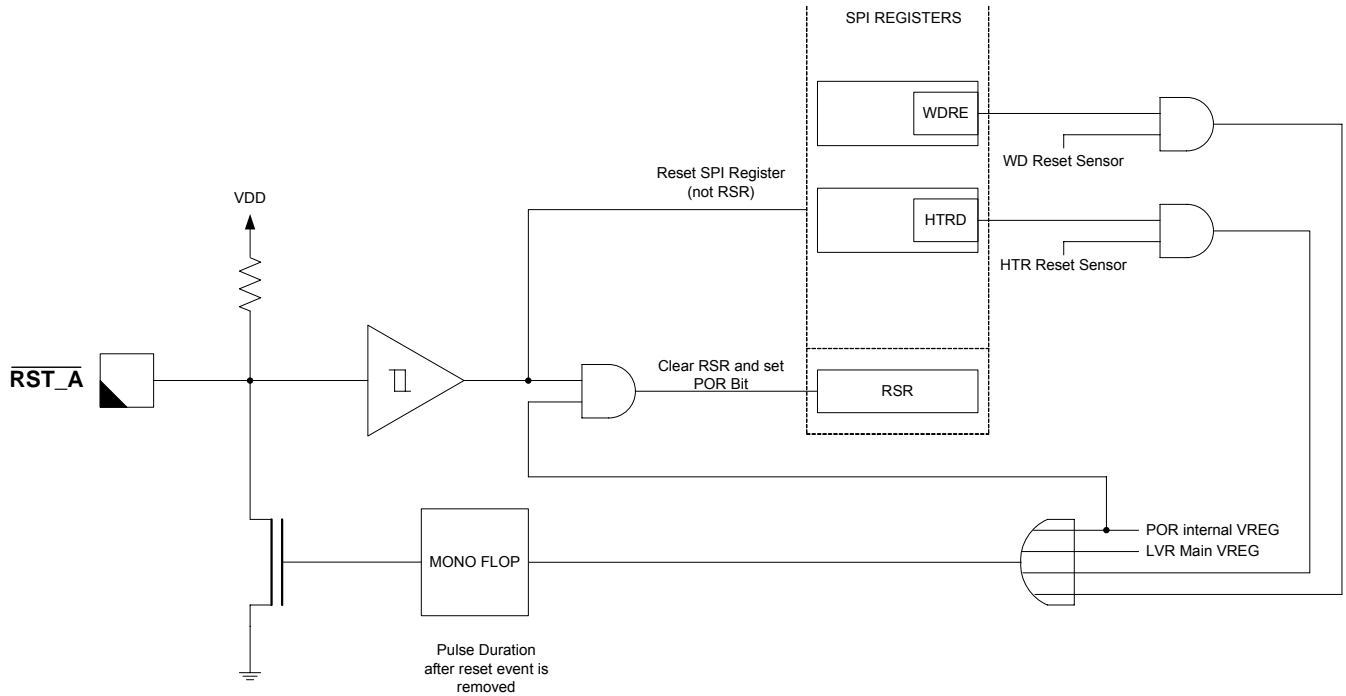 SPI REGISTERS
WDRE
WD Reset Sensor
Reset SPI Register
(not RSR)
VDD
HTRD
HTR Reset Sensor
RST_A
Clear RSR and set
POR Bit
RSR
POR internal VREG
LVR Main VREG
MONO FLOP
Pulse Duration
after reset event is
removed